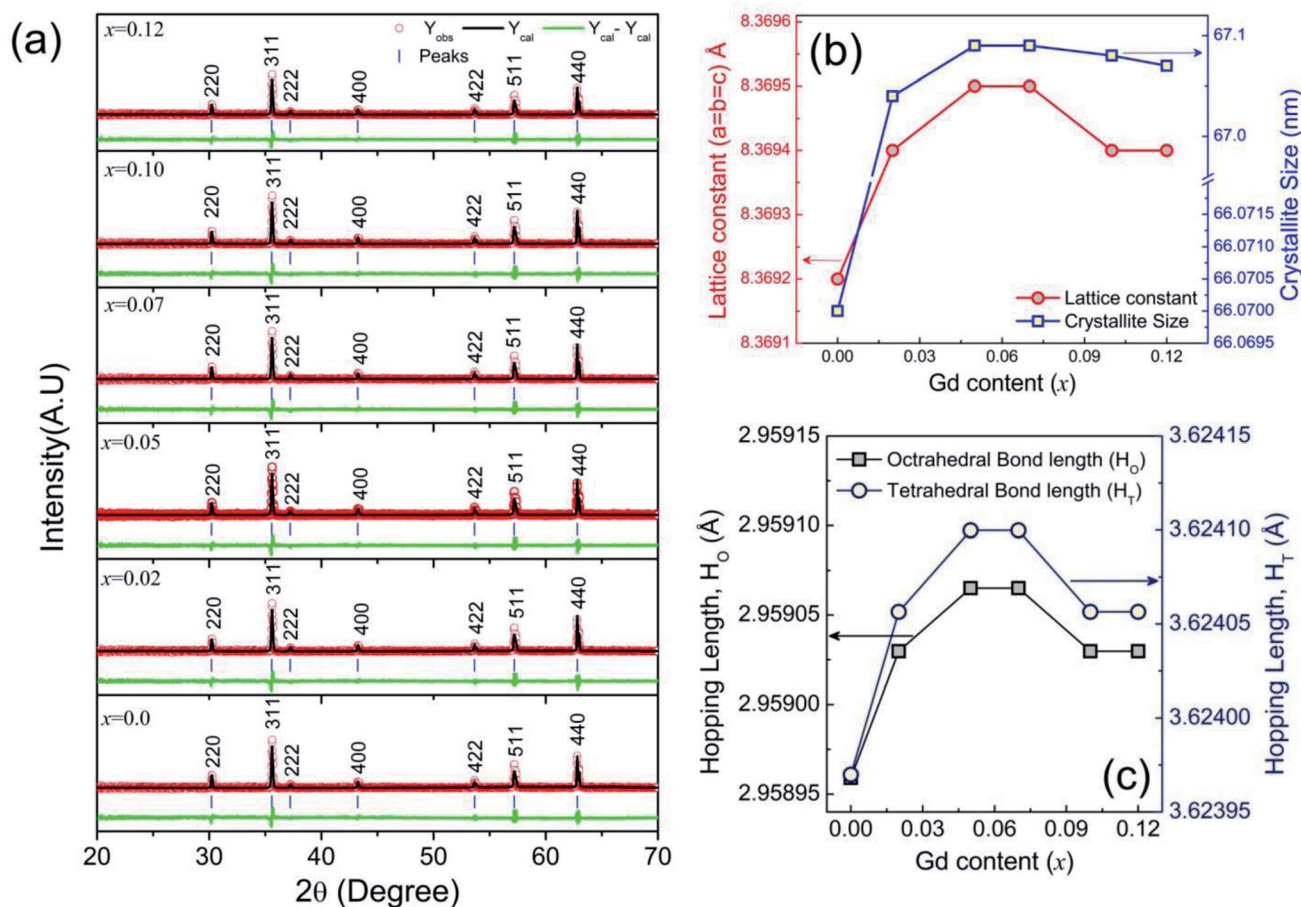 (a)
x=0.12
Y_obs Y_cal Y_cal- Y_cal
Peaks
220
311
222
400
422
511
440
x=0.10
220
311
222
400
422
511
440
x=0.07
220
311
222
400
422
511
440
x=0.05
220
311
222
400
422
511
440
x=0.02
220
311
222
400
422
511
440
x=0.0
220
311
222
400
422
511
440
Intensity(A.U)
20 30 40 50 60 70
2θ (Degree)
(b)
8.3696
8.3695
8.3694
8.3693
8.3692
8.3691
Lattice constant (a=b=c) Å
67.1
67.0
66.0715
66.0710
66.0705
66.0700
66.0695
Crystallite Size (nm)
Lattice constant
Crystallite Size
0.00 0.03 0.06 0.09 0.12
Gd content (x)
2.95915
2.95910
2.95905
2.95900
2.95895
Hopping Length, H_O (Å)
Octrahedral Bond length (H_O)
Tetrahedral Bond length (H_T)
3.62415
3.62410
3.62405
3.62400
3.62395
Hopping Length, H_T (Å)
(c)
0.00 0.03 0.06 0.09 0.12
Gd content (x)